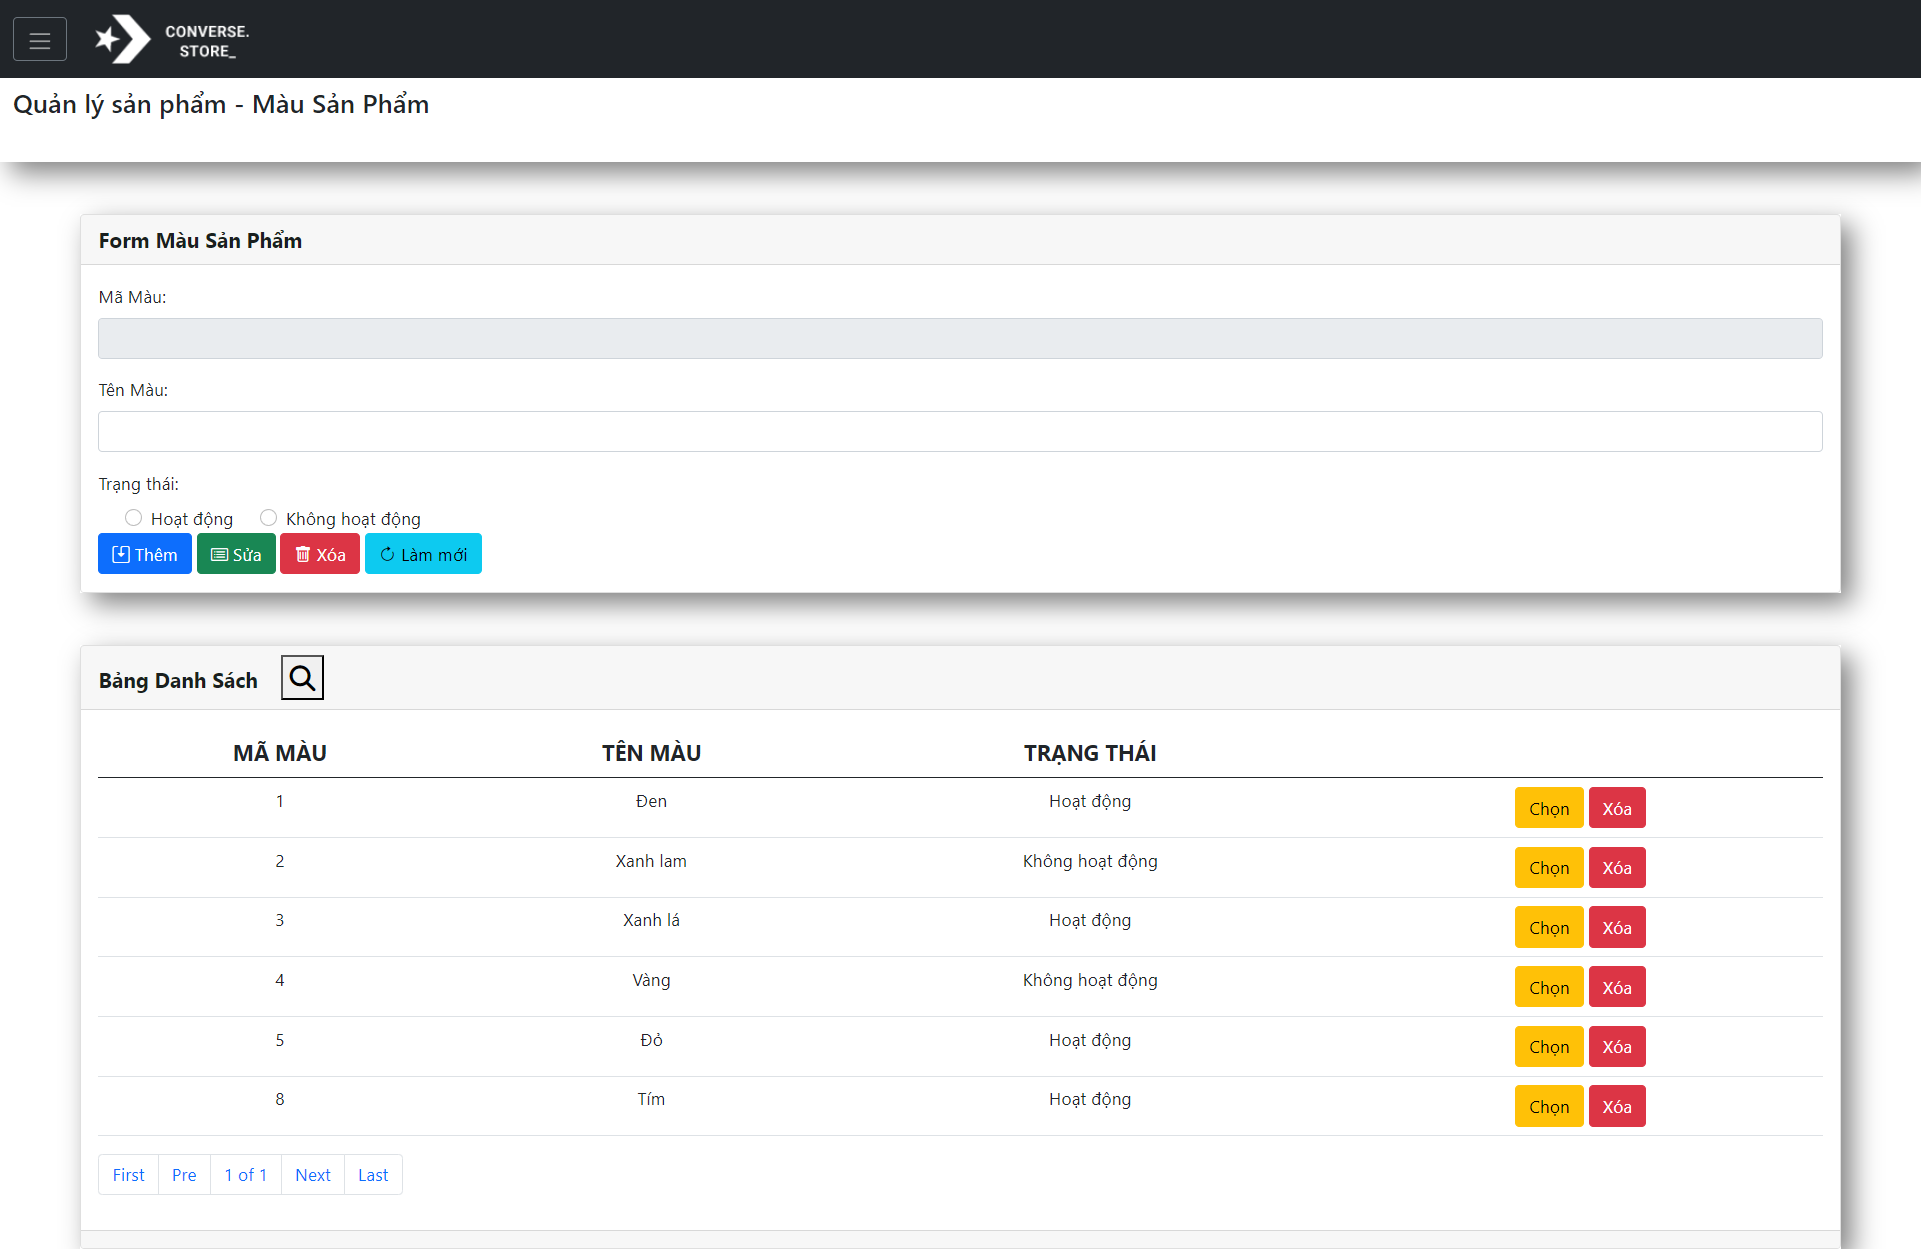 CONVERSE.
STORE_
Quản lý sản phẩm - Màu Sản Phẩm
Form Màu Sản Phẩm
Mã Màu:
Tên Màu:
Trạng thái:
Hoạt động Không hoạt động
Thêm Sửa Xóa Làm mới
Bảng Danh Sách
MÃ MÀU TÊN MÀU TRẠNG THÁI
1 Đen Hoạt động Chọn Xóa
2 Xanh lam Không hoạt động Chọn Xóa
3 Xanh lá Hoạt động Chọn Xóa
4 Vàng Không hoạt động Chọn Xóa
5 Đỏ Hoạt động Chọn Xóa
8 Tím Hoạt động Chọn Xóa
First Pre 1 of 1 Next Last